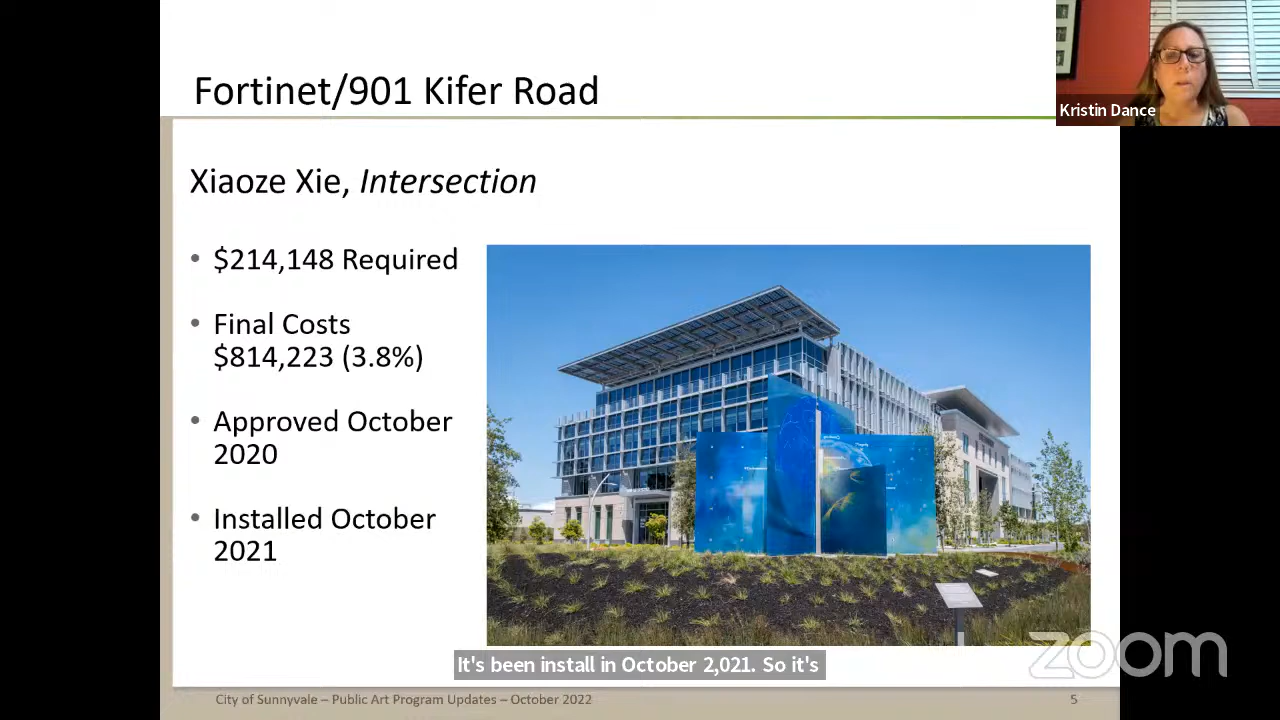 Fortinet/901 Kifer Road
Kristin Dance
Xiaoze Xie, Intersection
• $214,148 Required
• Final Costs
$814,223 (3.8%)
• Approved October
2020
• Installed October
2021
It's been install in October 2,021. So it's
zoom
City of Sunnyvale – Public Art Program Updates – October 2022
5